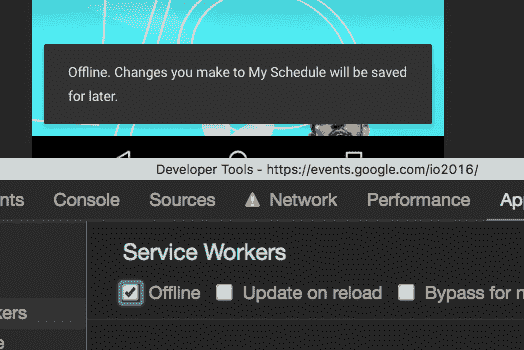 Offline. Changes you make to My Schedule will be saved
for later.
Developer Tools - https://events.google.com/io2016/
nts Console Sources Network Performance Ap
Service Workers
Offline Update on reload Bypass for n
kers
e